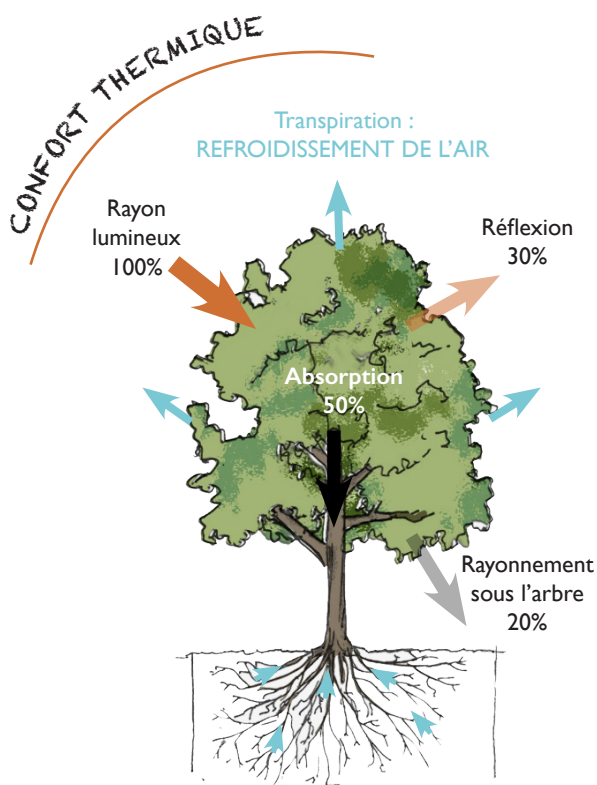 CONFORT THERMIQUE
Transpiration :
REFROIDISSEMENT DE L'AIR
Rayon
lumineux
100%
Réflexion
30%
Absorption
50%
Rayonnement
sous l'arbre
20%